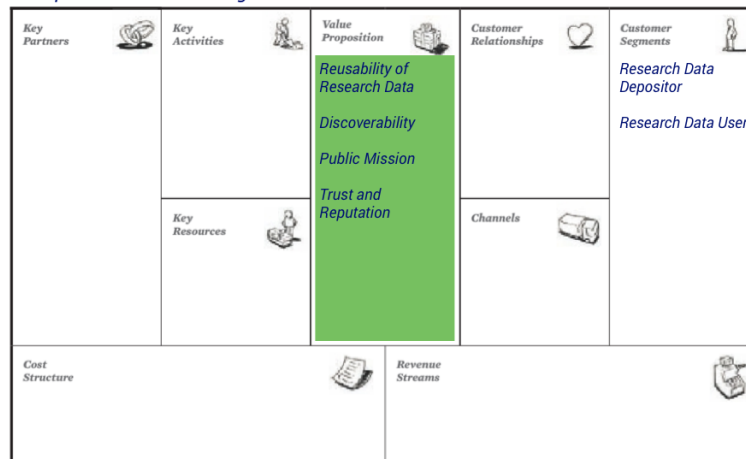 Key
Partners
Key
Activities
Value
Proposition
Customer
Relationships
Customer
Segments
Reusability of
Research Data
Discoverability
Public Mission
Trust and
Reputation
Research Data
Depositor
Research Data User
Key
Resources
Channels
Cost
Structure
Revenue
Streams